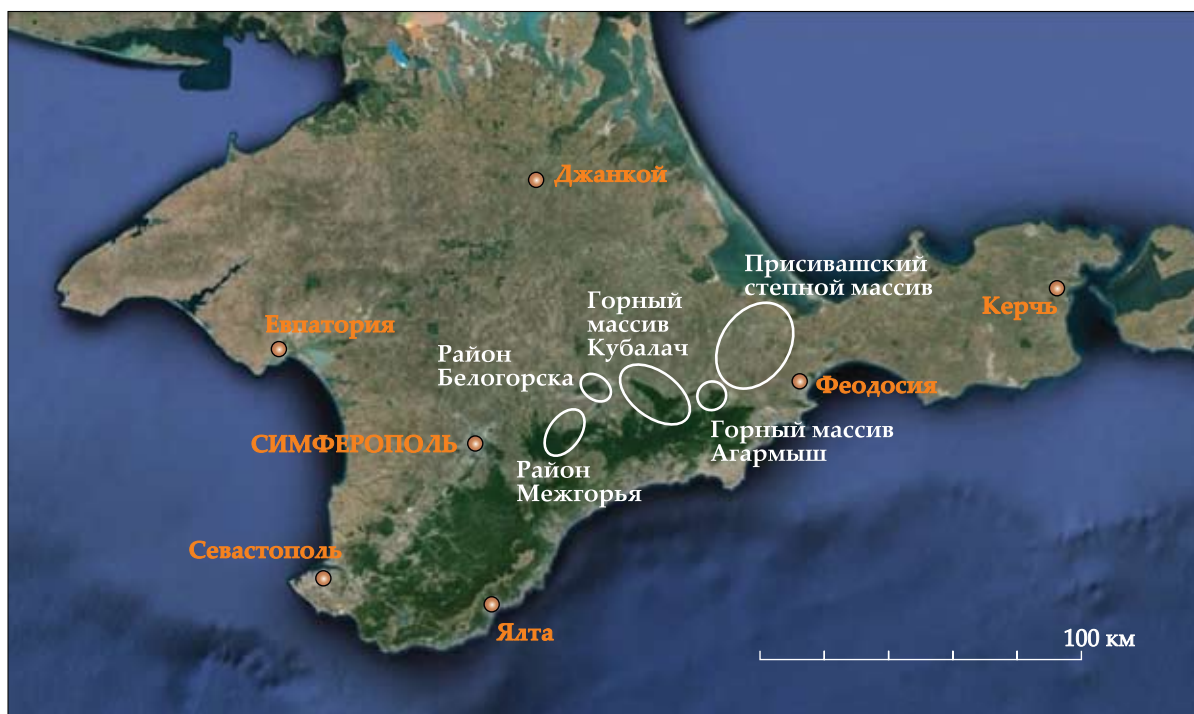 Джанкой
Присивашский
степной массив
Горный
массив
Кубалач
Керчь
Евпатория
Район
Белогорска
Феодосия
СИМФЕРОПОЛЬ
Горный массив
Агармыш
Район
Межгорья
Севастополь
Ялта
100 км